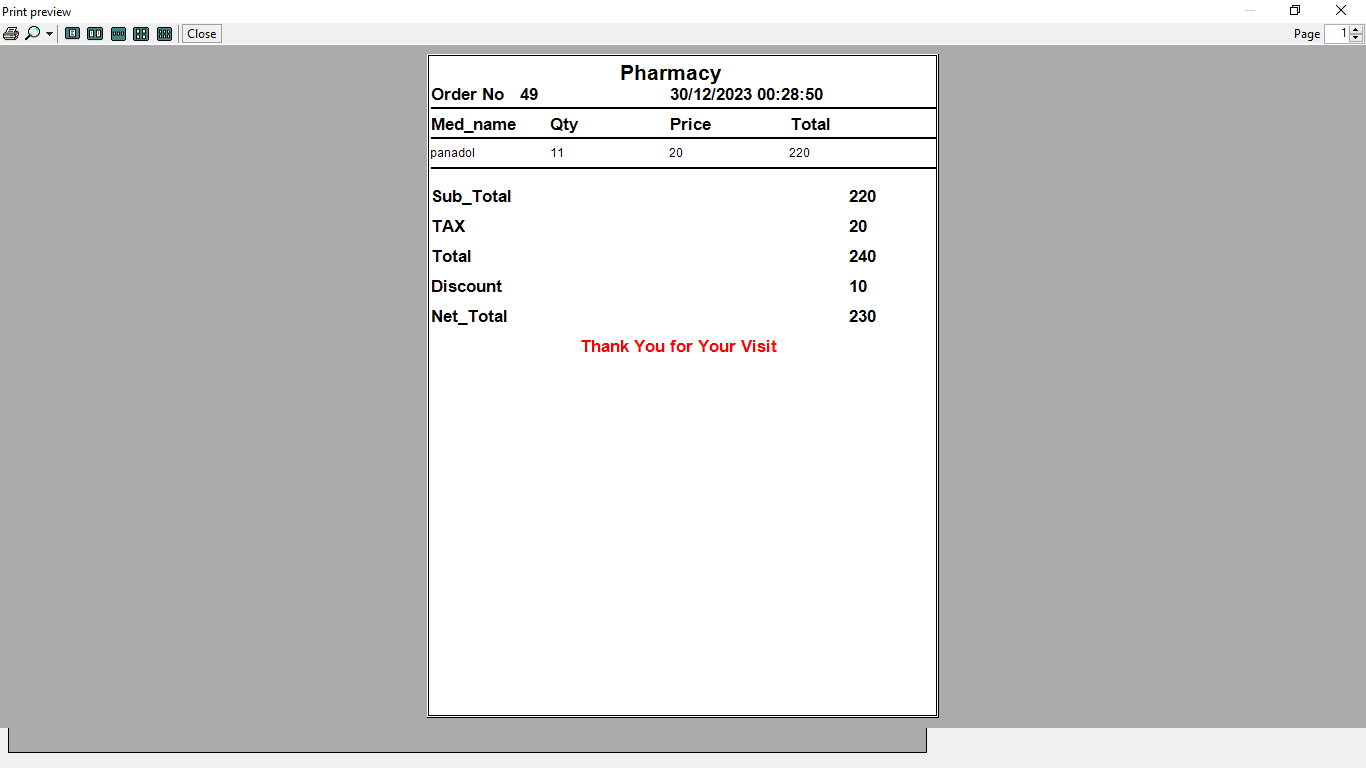 Print preview
Close
Page 1
Pharmacy
Order No 49 30/12/2023 00:28:50
Med_name Qty Price Total
panadol 11 20 220
Sub_Total 220
TAX 20
Total 240
Discount 10
Net_Total 230
Thank You for Your Visit